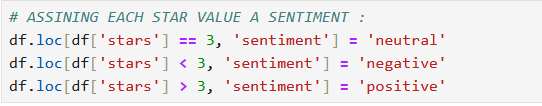 # ASSINING EACH STAR VALUE A SENTIMENT :
df.loc[df['stars'] == 3, 'sentiment'] = 'neutral'
df.loc[df['stars'] < 3, 'sentiment'] = 'negative'
df.loc[df['stars'] > 3, 'sentiment'] = 'positive'